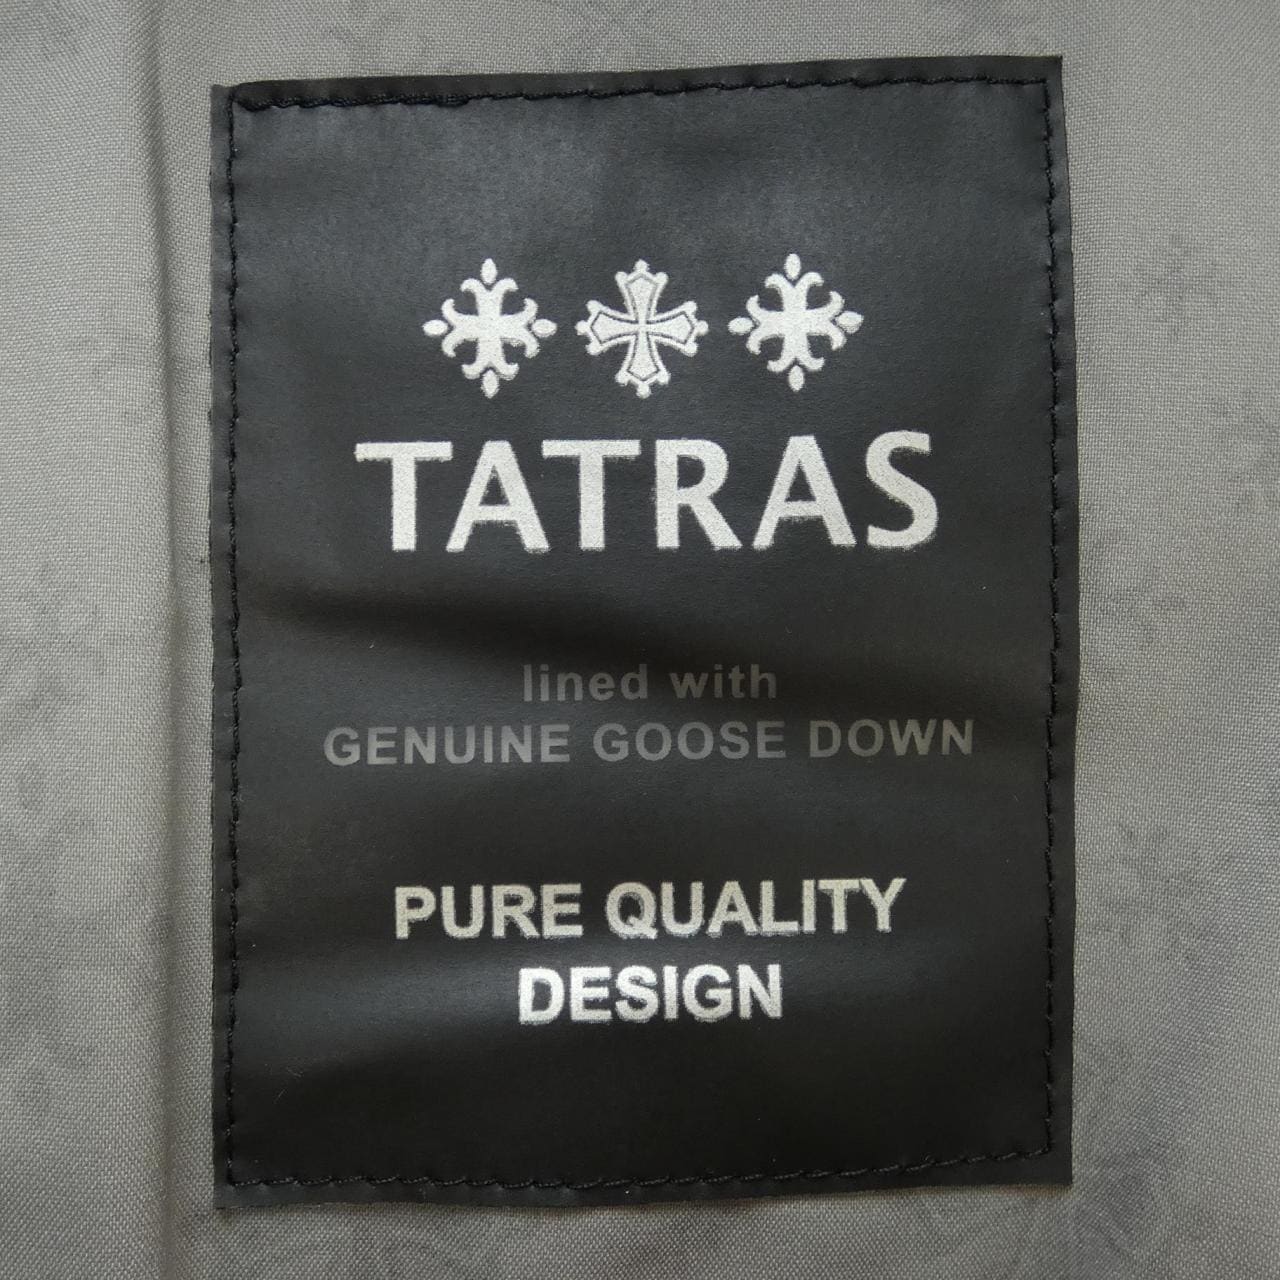 TATRAS
lined with
GENUINE GOOSE DOWN
PURE QUALITY
DESIGN